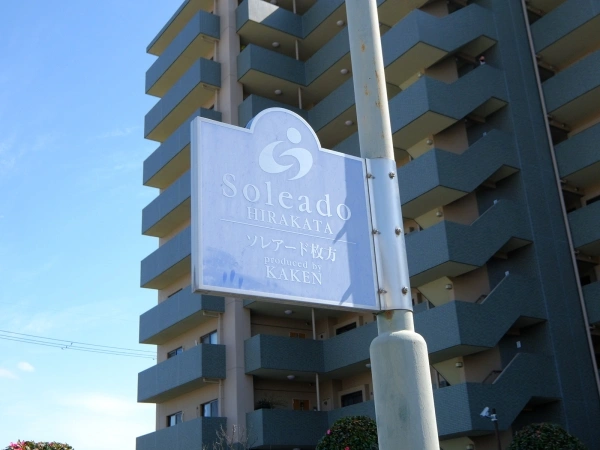 Soleado
HIRAKATA
ソレアード枚方
produced by
KAKEN